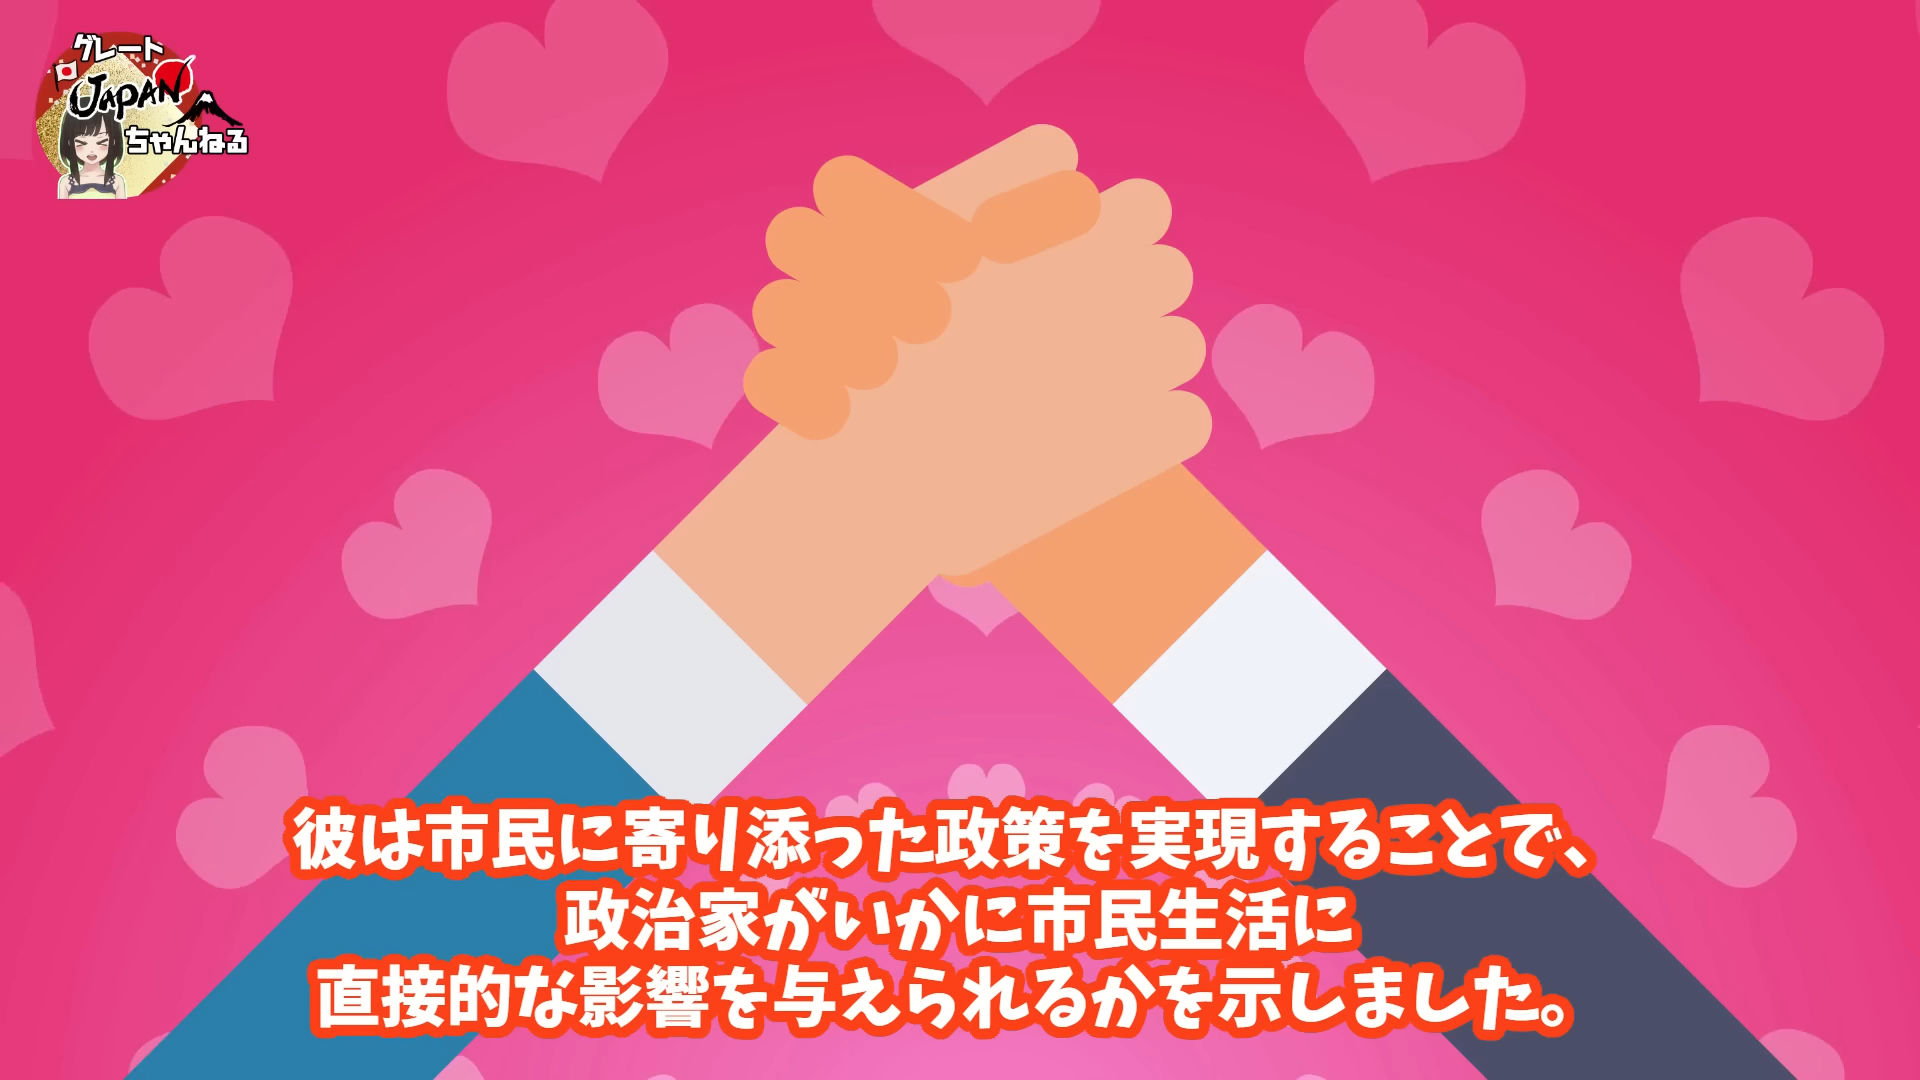 グレート
JAPAN
ちゃんねる
彼は市民に寄り添った政策を実現することで、
政治家がいかに市民生活に
直接的な影響を与えられるかを示しました。